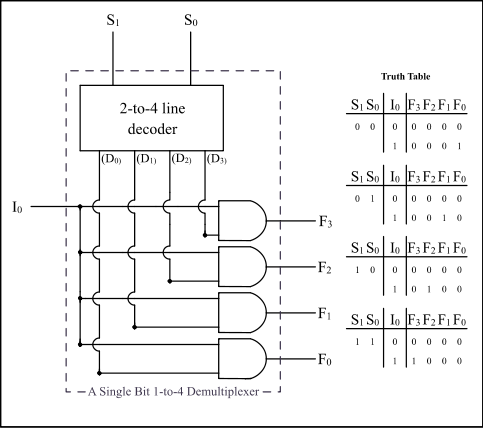 S1 S0
2-to-4 line
decoder
(D0) (D1) (D2) (D3)
I0
F3
F2
F1
F0
A Single Bit 1-to-4 Demultiplexer
Truth Table
S1 S0 I0 F3 F2 F1 F0
0 0 0 0 0 0 0
1 0 0 0 1
S1 S0 I0 F3 F2 F1 F0
0 1 0 0 0 0 0
1 0 0 1 0
S1 S0 I0 F3 F2 F1 F0
1 0 0 0 0 0 0
1 0 1 0 0
S1 S0 I0 F3 F2 F1 F0
1 1 0 0 0 0 0
1 1 0 0 0